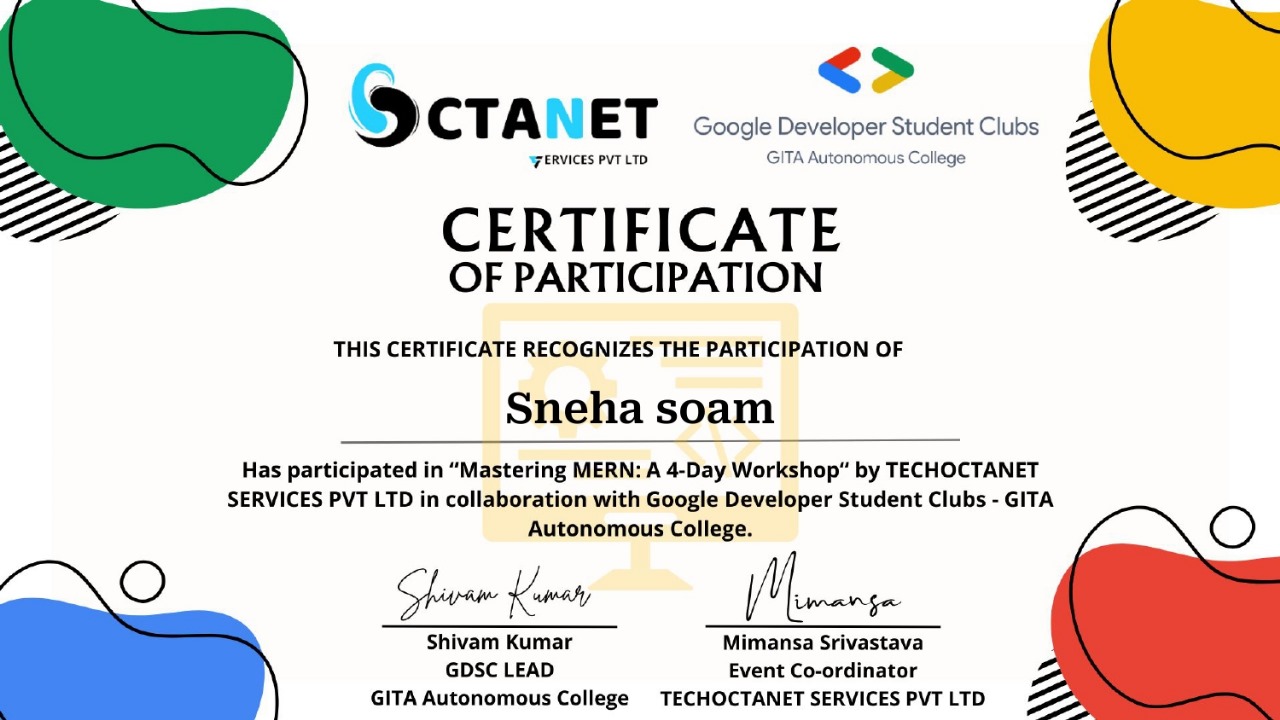 OCTANET
SERVICES PVT LTD
Google Developer Student Clubs
GITA Autonomous College
CERTIFICATE
OF PARTICIPATION
THIS CERTIFICATE RECOGNIZES THE PARTICIPATION OF
Sneha soam
Has participated in “Mastering MERN: A 4-Day Workshop“ by TECHOCTANET
SERVICES PVT LTD in collaboration with Google Developer Student Clubs - GITA
Autonomous College.
Shivam Kumar
Mimansa
Shivam Kumar
Mimansa Srivastava
GDSC LEAD
Event Co-ordinator
GITA Autonomous College
TECHOCTANET SERVICES PVT LTD